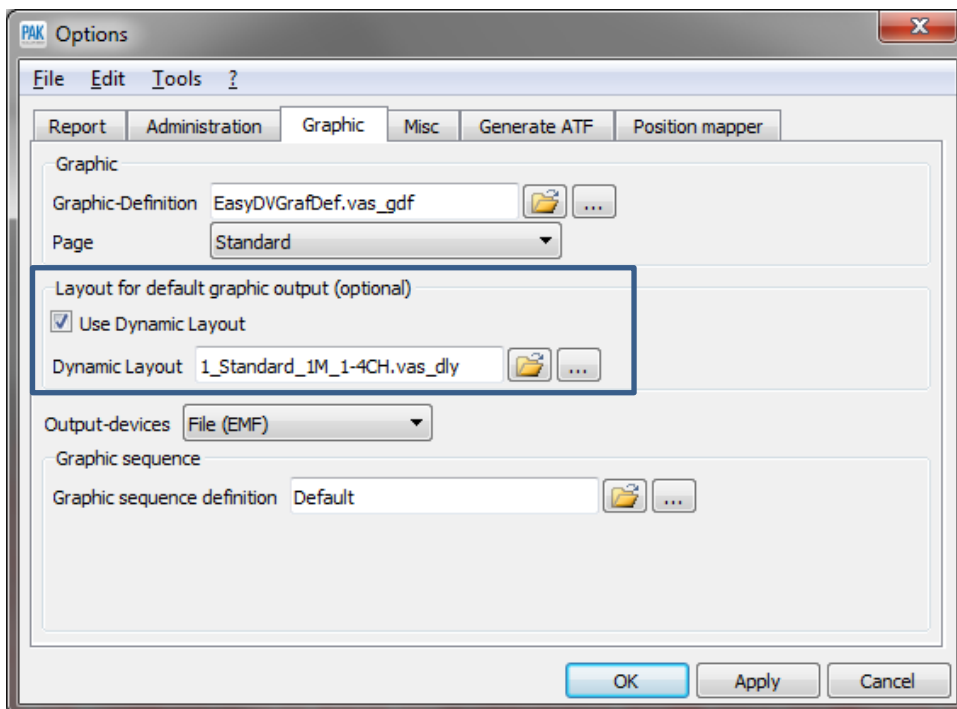 PAK Options
File Edit Tools ?
Report Administration Graphic Misc Generate ATF Position mapper
Graphic
Graphic-Definition EasyDVGrafDef.vas_gdf ...
Page Standard
Layout for default graphic output (optional)
Use Dynamic Layout
Dynamic Layout 1_Standard_1M_1-4CH.vas_dly ...
Output-devices File (EMF)
Graphic sequence
Graphic sequence definition Default ...
OK Apply Cancel